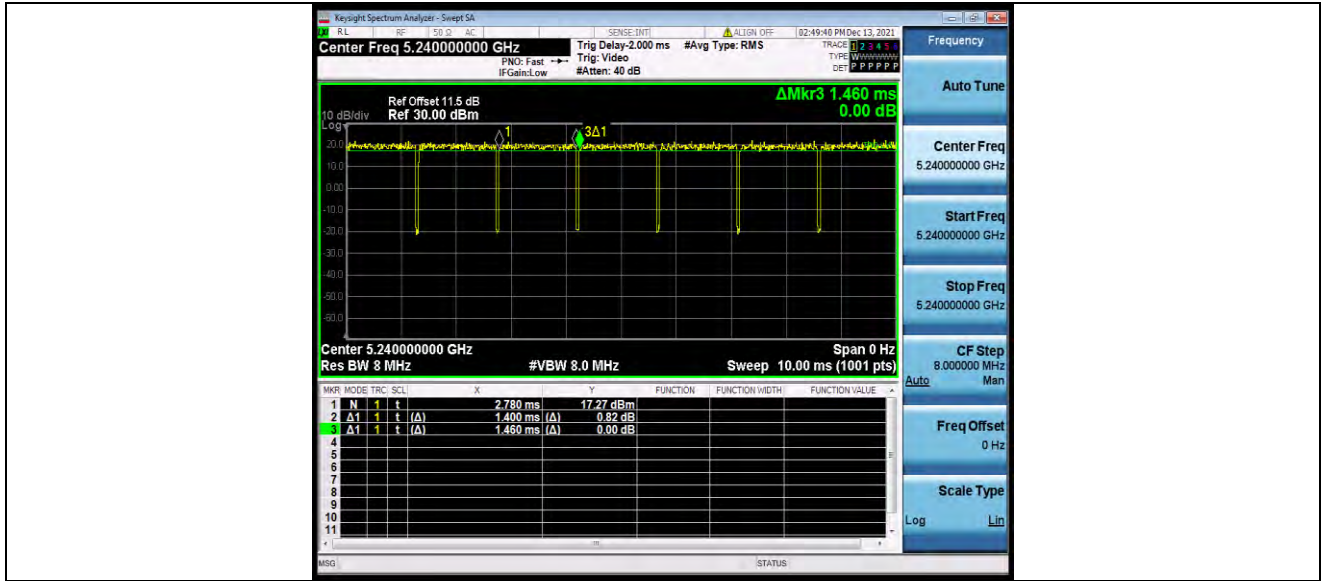 Keysight Spectrum Analyzer - Swept SA
RL RF 50 Ω AC SENSE:INT ALIGN OFF 02:49:40 PM Dec 13, 2021
Center Freq 5.240000000 GHz
PNO: Fast
IFGain:Low
Trig Delay-2.000 ms #Avg Type: RMS
Trig: Video
#Atten: 40 dB
TRACE 1 2 3 4 5 6
TYPE W
DET P P P P P P
Ref Offset 11.5 dB
10 dB/div Ref 30.00 dBm
Log
ΔMkr3 1.460 ms
0.00 dB
1
3Δ1
20.0
10.0
0.00
-10.0
-20.0
-30.0
-40.0
-50.0
-60.0
Center 5.240000000 GHz Span 0 Hz
Res BW 8 MHz #VBW 8.0 MHz Sweep 10.00 ms (1001 pts)
MKR MODE TRC SCL X Y FUNCTION FUNCTION WIDTH FUNCTION VALUE
1 N 1 t 2.780 ms 17.27 dBm
2 Δ1 1 t (Δ) 1.400 ms (Δ) 0.82 dB
3 Δ1 1 t (Δ) 1.460 ms (Δ) 0.00 dB
4
5
6
7
8
9
10
11
MSG STATUS
Frequency
Auto Tune
Center Freq
5.240000000 GHz
Start Freq
5.240000000 GHz
Stop Freq
5.240000000 GHz
CF Step
8.000000 MHz
Auto Man
Freq Offset
0 Hz
Scale Type
Log Lin